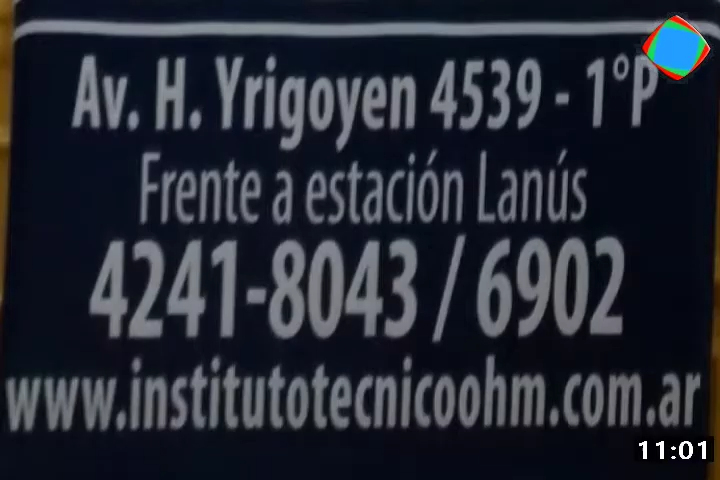 Av. H. Yrigoyen 4539 - 1°P
Frente a estación Lanús
4241-8043 / 6902
www.institutotecnicoohm.com.ar
11:01